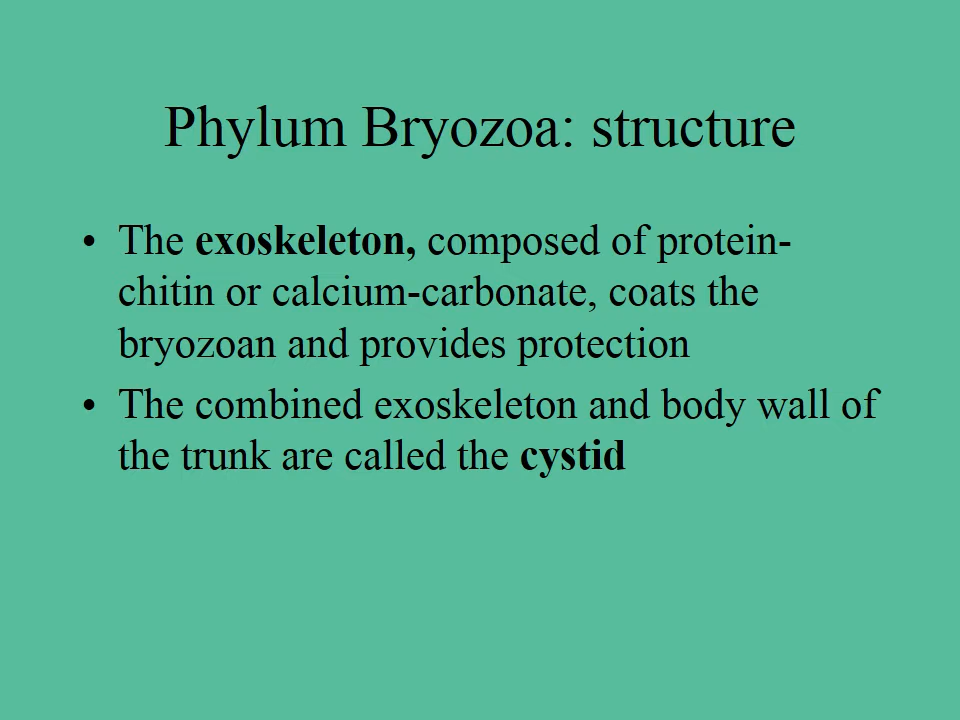 Phylum Bryozoa: structure
• The exoskeleton, composed of protein-
chitin or calcium-carbonate, coats the
bryozoan and provides protection
• The combined exoskeleton and body wall of
the trunk are called the cystid